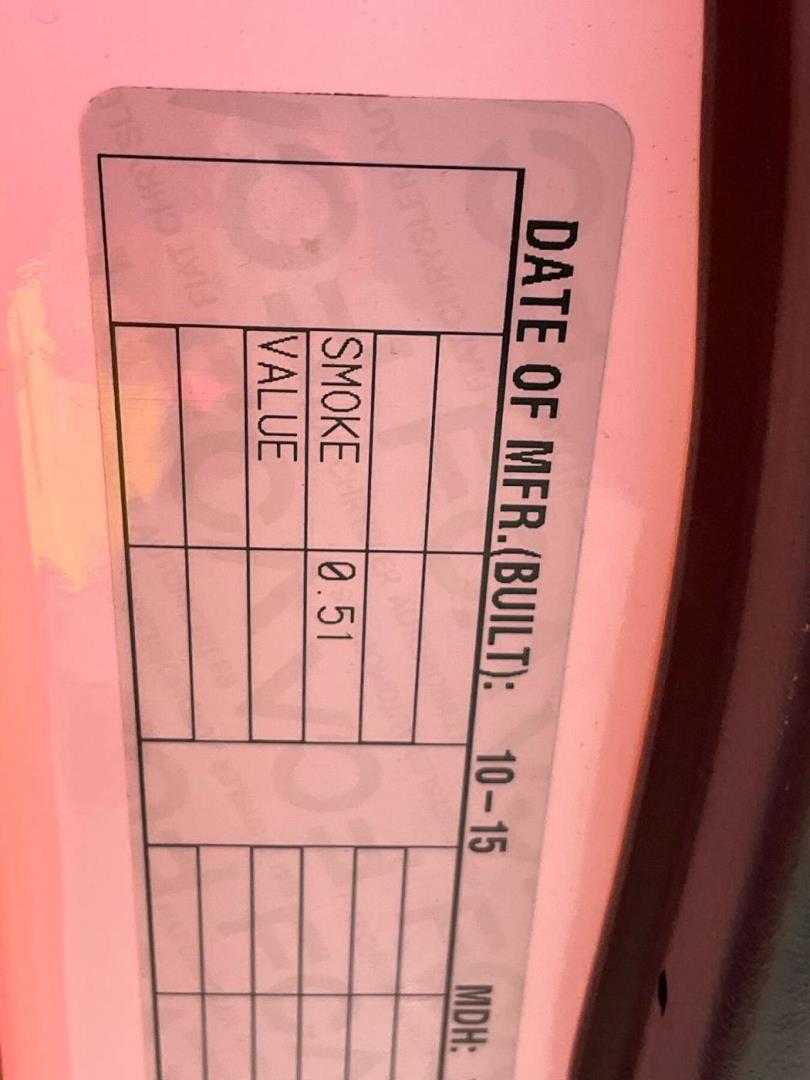 DATE OF MFR.(BUILT): 10-15 MDH:
SMOKE 0.51
VALUE